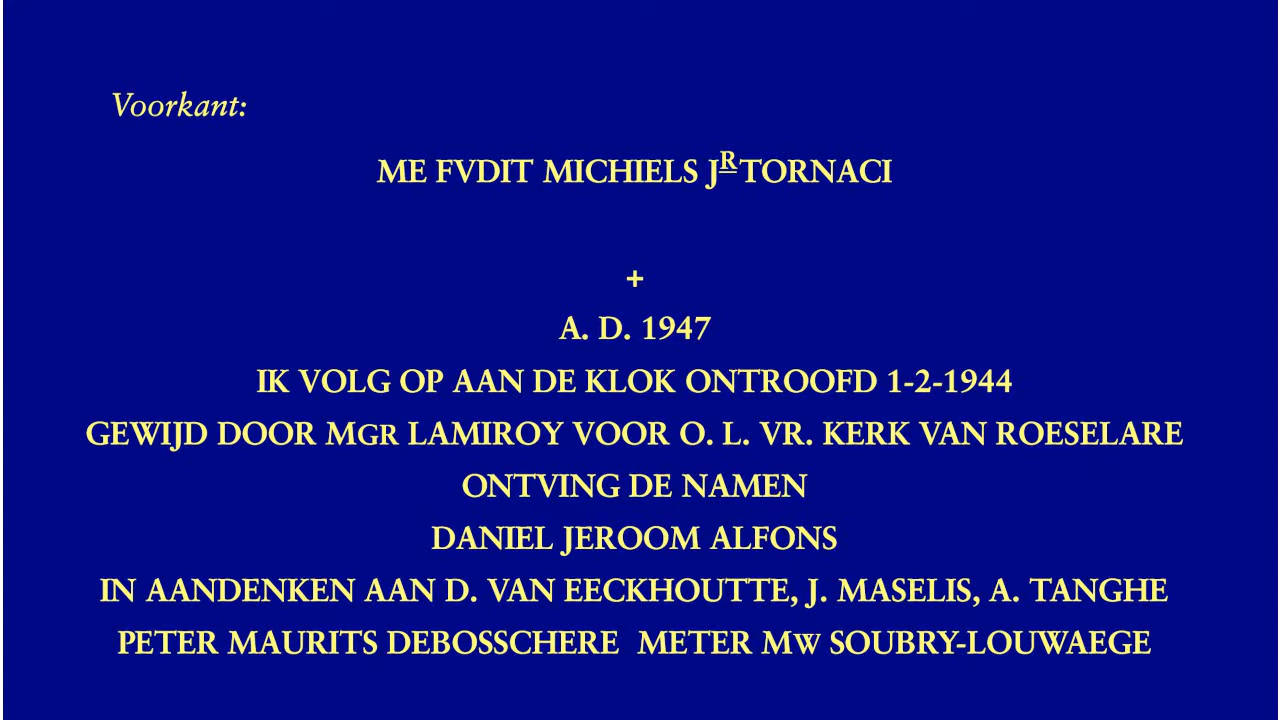 Voorkant:
ME FVDIT MICHIELS JR TORNACI
+
A. D. 1947
IK VOLG OP AAN DE KLOK ONTROOFD 1-2-1944
GEWIJD DOOR MGR LAMIROY VOOR O. L. VR. KERK VAN ROESELARE
ONTVING DE NAMEN
DANIEL JEROOM ALFONS
IN AANDENKEN AAN D. VAN EECKHOUTTE, J. MASELIS, A. TANGHE
PETER MAURITS DEBOSSCHERE  METER MW SOUBRY-LOUWAEGE